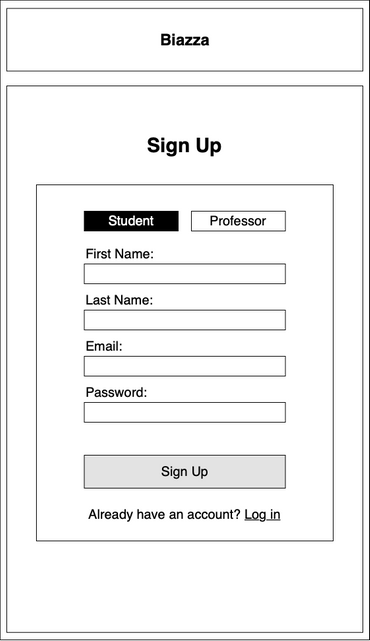 Biazza
Sign Up
Student Professor
First Name:
Last Name:
Email:
Password:
Sign Up
Already have an account? Log in